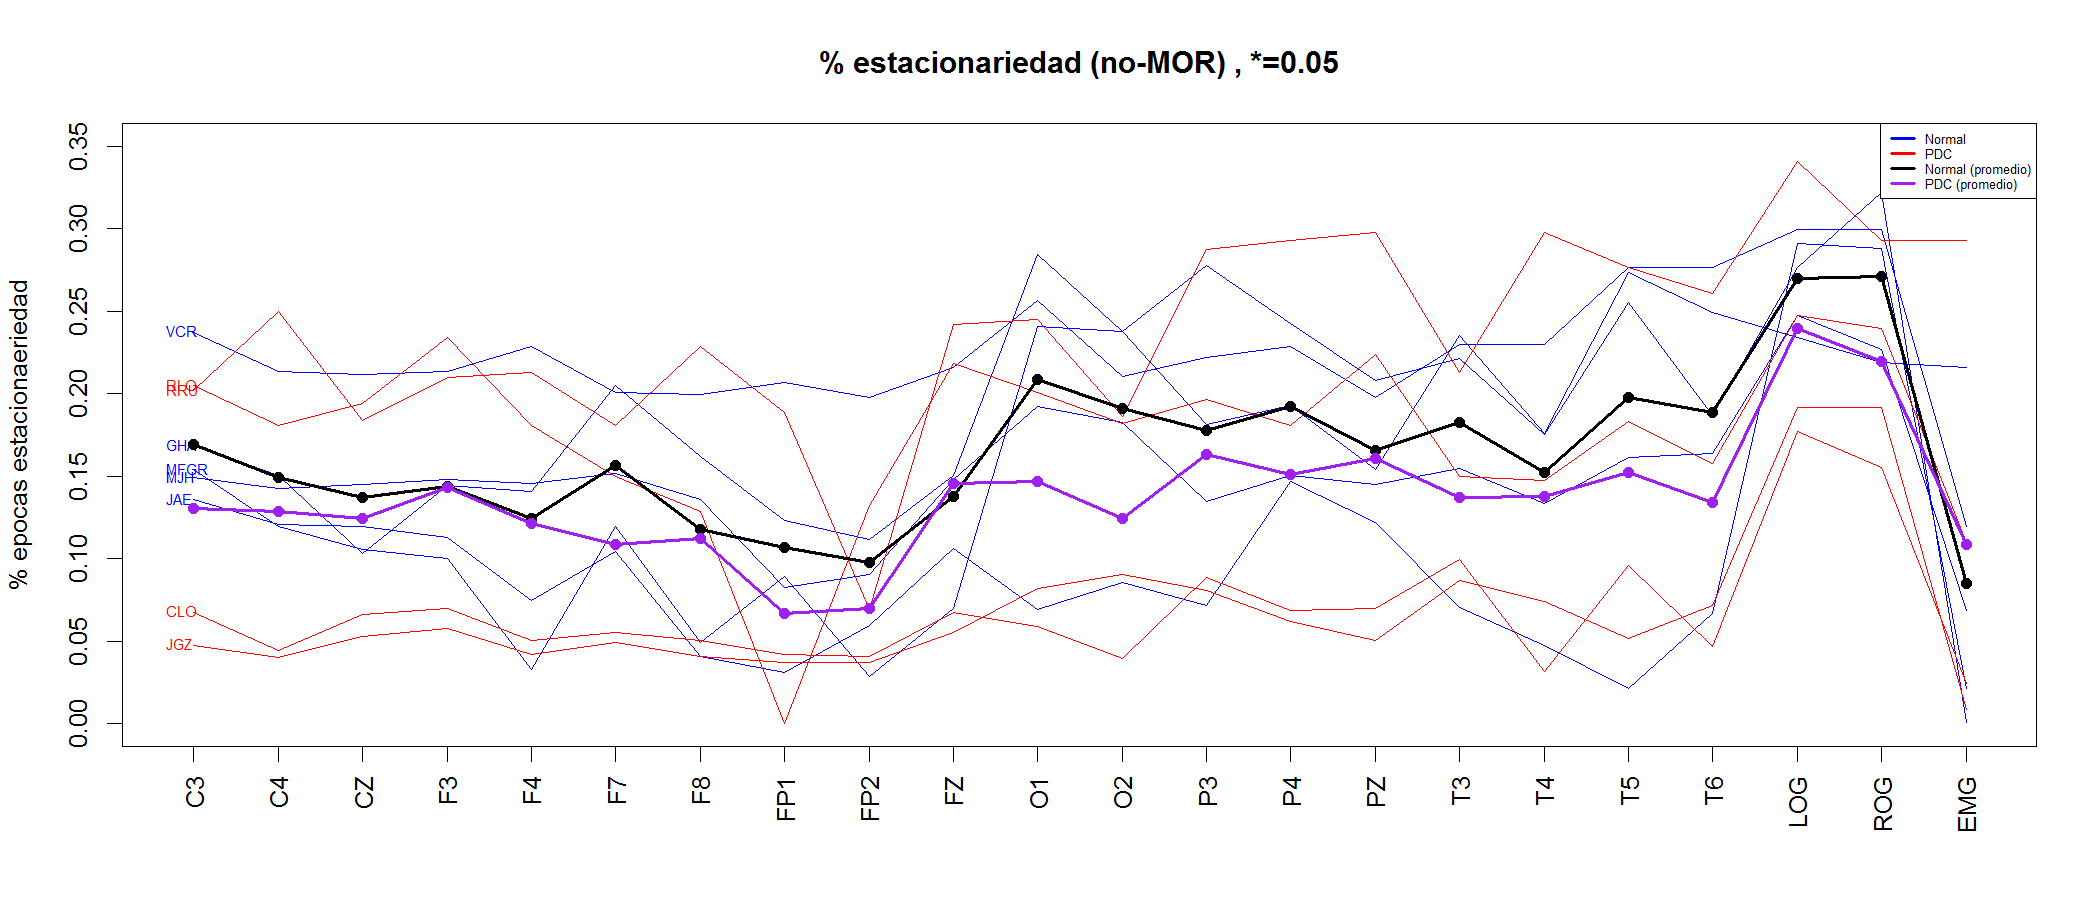 % estacionariedad (no-MOR) , *=0.05
% epocas estacionaeriedad
0.35
0.30
0.25
0.20
0.15
0.10
0.05
0.00
Normal
PDC
Normal (promedio)
PDC (promedio)
VCR
RLO
RRU
GHA
MFGR
MJH
JAE
CLO
JGZ
C3 C4 CZ F3 F4 F7 F8 FP1 FP2 FZ O1 O2 P3 P4 PZ T3 T4 T5 T6 LOG ROG EMG